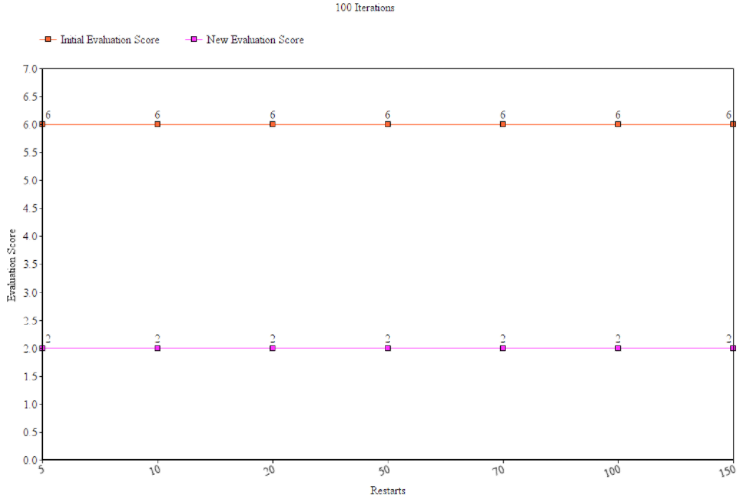 100 Iterations
Initial Evaluation Score New Evaluation Score
7.0
6.5
6 6 6 6 6 6 6
6.0
5.5
5.0
4.5
4.0
3.5
3.0
2.5
2 2 2 2 2 2 2
2.0
1.5
1.0
0.5
0.0
Evaluation Score
5 10 20 50 70 100 150
Restarts